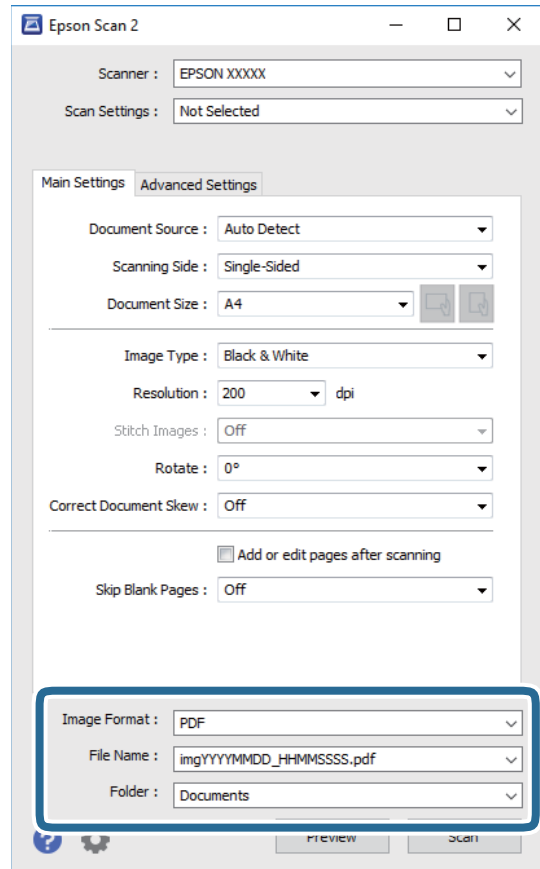 Epson Scan 2
Scanner : EPSON XXXXX
Scan Settings : Not Selected
Main Settings Advanced Settings
Document Source : Auto Detect
Scanning Side : Single-Sided
Document Size : A4
Image Type : Black & White
Resolution : 200 dpi
Stitch Images : Off
Rotate : 0°
Correct Document Skew : Off
Add or edit pages after scanning
Skip Blank Pages : Off
Image Format : PDF
File Name : imgYYYYMMDD_HHMMSSSS.pdf
Folder : Documents
? Preview Scan